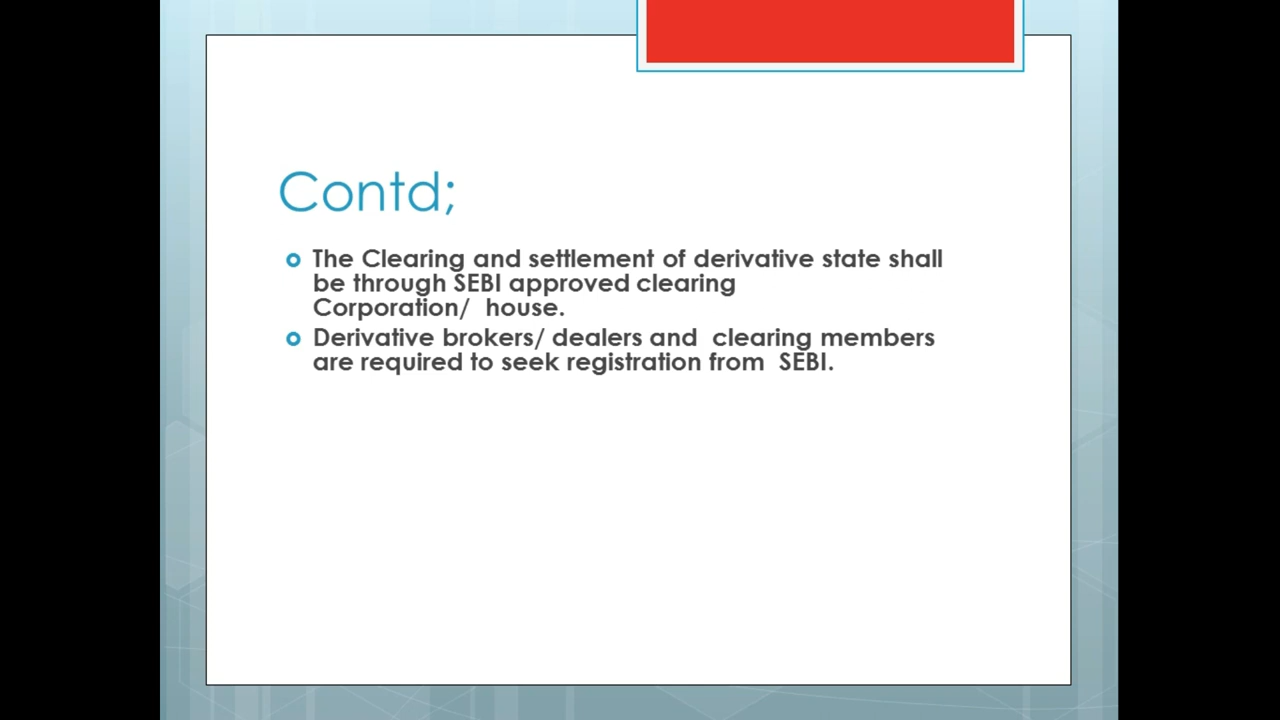 Contd;
The Clearing and settlement of derivative state shall
be through SEBI approved clearing
Corporation/  house.
Derivative brokers/ dealers and  clearing members
are required to seek registration from  SEBI.